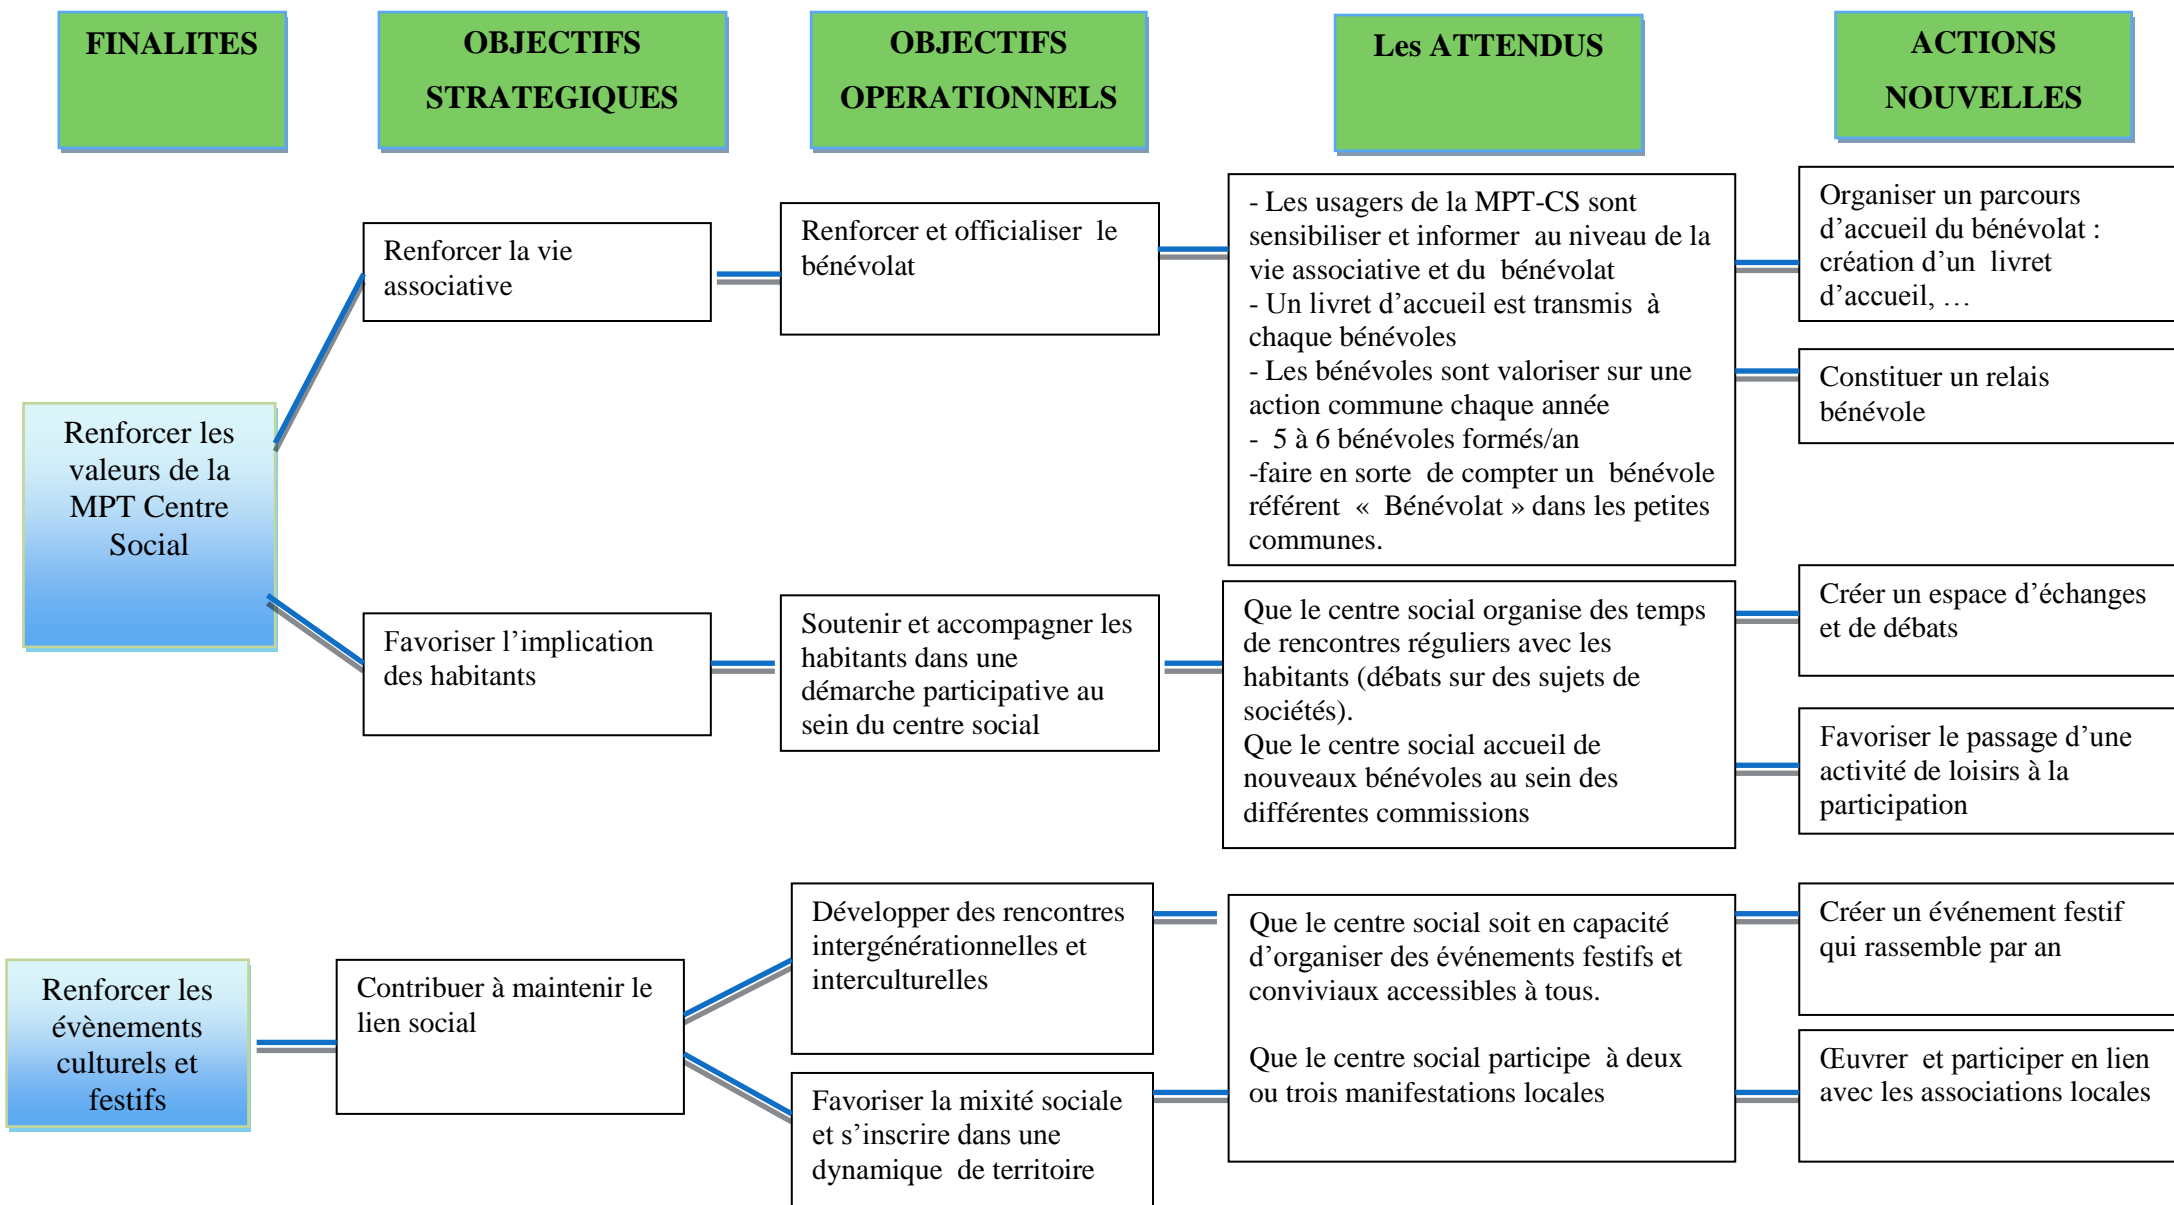 FINALITES
OBJECTIFS
STRATEGIQUES
OBJECTIFS
OPERATIONNELS
Les ATTENDUS
ACTIONS
NOUVELLES
Renforcer les
valeurs de la
MPT Centre
Social
Renforcer la vie
associative
Renforcer et officialiser le
bénévolat
- Les usagers de la MPT-CS sont
sensibiliser et informer au niveau de la
vie associative et du bénévolat
- Un livret d’accueil est transmis à
chaque bénévoles
- Les bénévoles sont valoriser sur une
action commune chaque année
- 5 à 6 bénévoles formés/an
-faire en sorte de compter un bénévole
référent « Bénévolat » dans les petites
communes.
Organiser un parcours
d’accueil du bénévolat :
création d’un livret
d’accueil, …
Constituer un relais
bénévole
Favoriser l’implication
des habitants
Soutenir et accompagner les
habitants dans une
démarche participative au
sein du centre social
Que le centre social organise des temps
de rencontres réguliers avec les
habitants (débats sur des sujets de
sociétés).
Que le centre social accueil de
nouveaux bénévoles au sein des
différentes commissions
Créer un espace d’échanges
et de débats
Favoriser le passage d’une
activité de loisirs à la
participation
Renforcer les
évènements
culturels et
festifs
Contribuer à maintenir le
lien social
Développer des rencontres
intergénérationnelles et
interculturelles
Favoriser la mixité sociale
et s’inscrire dans une
dynamique de territoire
Que le centre social soit en capacité
d’organiser des événements festifs et
conviviaux accessibles à tous.
Que le centre social participe à deux
ou trois manifestations locales
Créer un événement festif
qui rassemble par an
Œuvrer et participer en lien
avec les associations locales